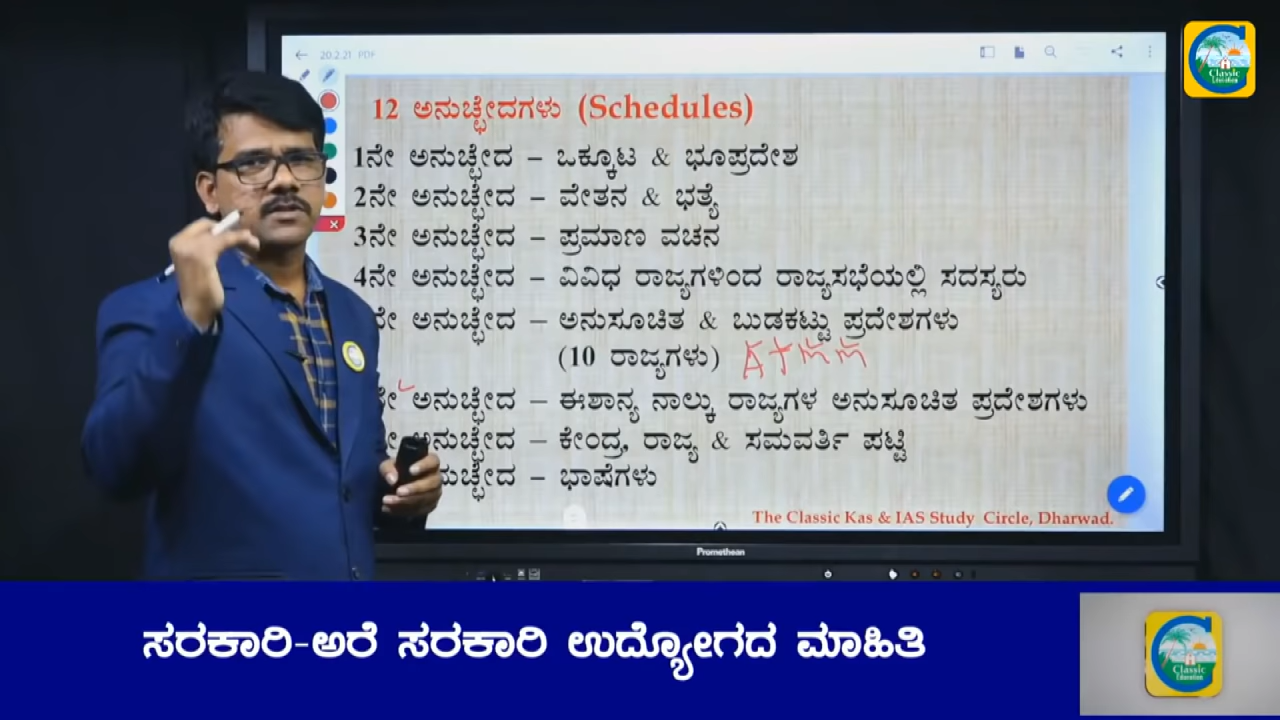 20.2.21 PDF
12 ಅನುಚ್ಛೇದಗಳು (Schedules)
1ನೇ ಅನುಚ್ಛೇದ – ಒಕ್ಕೂಟ & ಭೂಪ್ರದೇಶ
2ನೇ ಅನುಚ್ಛೇದ – ವೇತನ & ಭತ್ಯೆ
3ನೇ ಅನುಚ್ಛೇದ – ಪ್ರಮಾಣ ವಚನ
4ನೇ ಅನುಚ್ಛೇದ – ವಿವಿಧ ರಾಜ್ಯಗಳಿಂದ ರಾಜ್ಯಸಭೆಯಲ್ಲಿ ಸದಸ್ಯರು
ನೇ ಅನುಚ್ಛೇದ – ಅನುಸೂಚಿತ & ಬುಡಕಟ್ಟು ಪ್ರದೇಶಗಳು
(10 ರಾಜ್ಯಗಳು) ATMM
ನೇ ಅನುಚ್ಛೇದ – ಈಶಾನ್ಯ ನಾಲ್ಕು ರಾಜ್ಯಗಳ ಅನುಸೂಚಿತ ಪ್ರದೇಶಗಳು
ಅನುಚ್ಛೇದ – ಕೇಂದ್ರ, ರಾಜ್ಯ & ಸಮವರ್ತಿ ಪಟ್ಟಿ
ನುಚ್ಛೇದ – ಭಾಷೆಗಳು
The Classic Kas & IAS Study Circle, Dharwad.
Promethean
Classic Education
ಸರಕಾರಿ-ಅರೆ ಸರಕಾರಿ ಉದ್ಯೋಗದ ಮಾಹಿತಿ
Classic Education